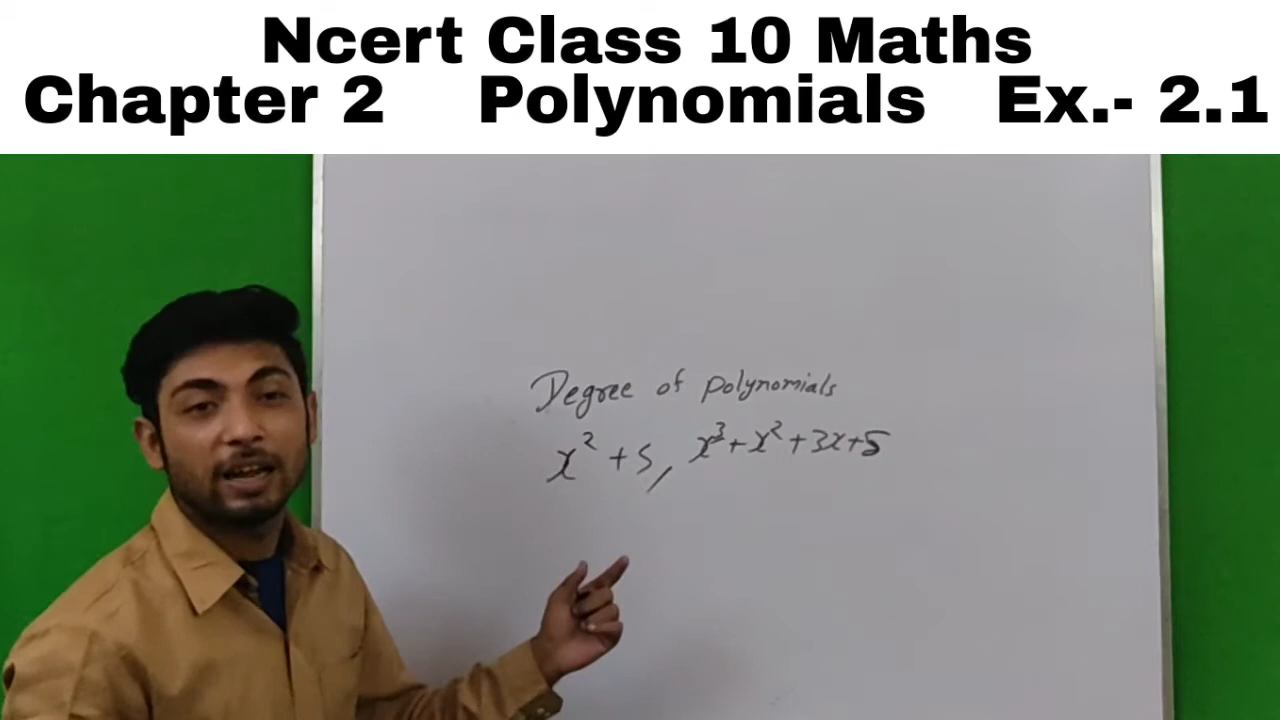 Ncert Class 10 Maths
Chapter 2 Polynomials Ex.- 2.1
Degree of polynomials
x² + 5, x³+x²+3x+5